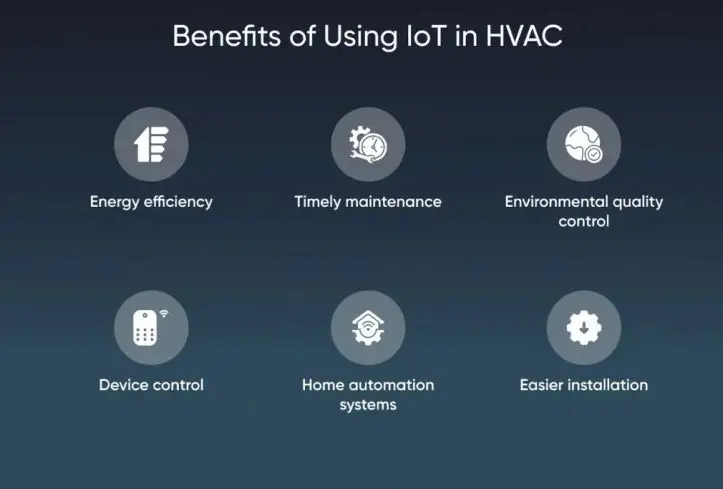 Benefits of Using IoT in HVAC
Energy efficiency
Timely maintenance
Environmental quality
control
Device control
Home automation
systems
Easier installation